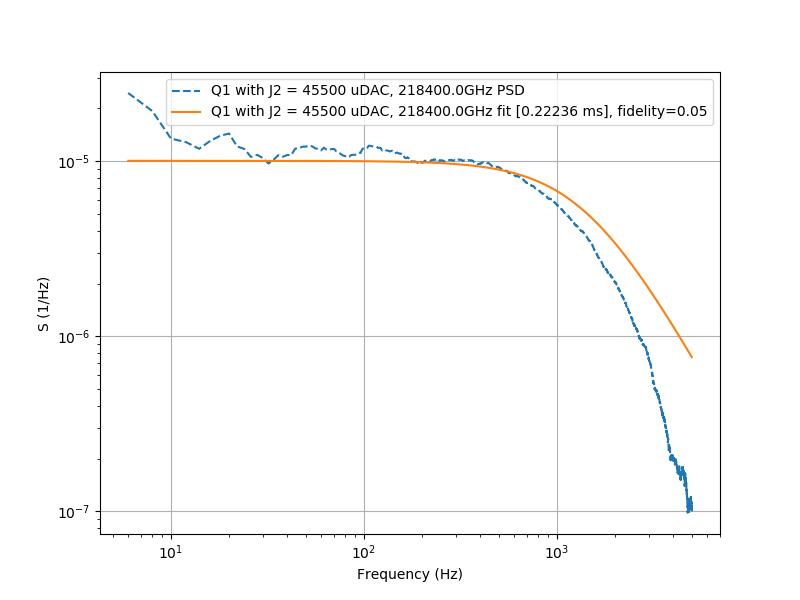 Q1 with J2 = 45500 uDAC, 218400.0GHz PSD
Q1 with J2 = 45500 uDAC, 218400.0GHz fit [0.22236 ms], fidelity=0.05
S (1/Hz)
10⁻⁵
10⁻⁶
10⁻⁷
10¹ 10² 10³
Frequency (Hz)